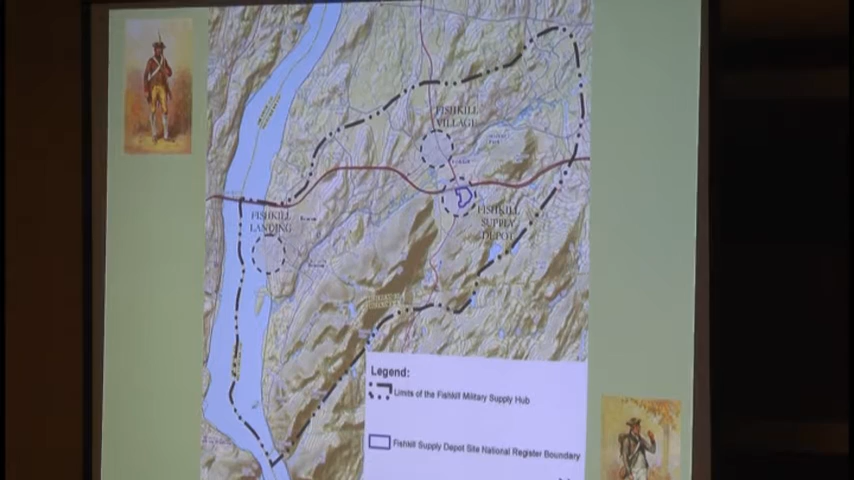 FISHKILL
VILLAGE
FISHKILL
LANDING
FISHKILL
SUPPLY
DEPOT
Legend:
Limits of the Fishkill Military Supply Hub
Fishkill Supply Depot Site National Register Boundary